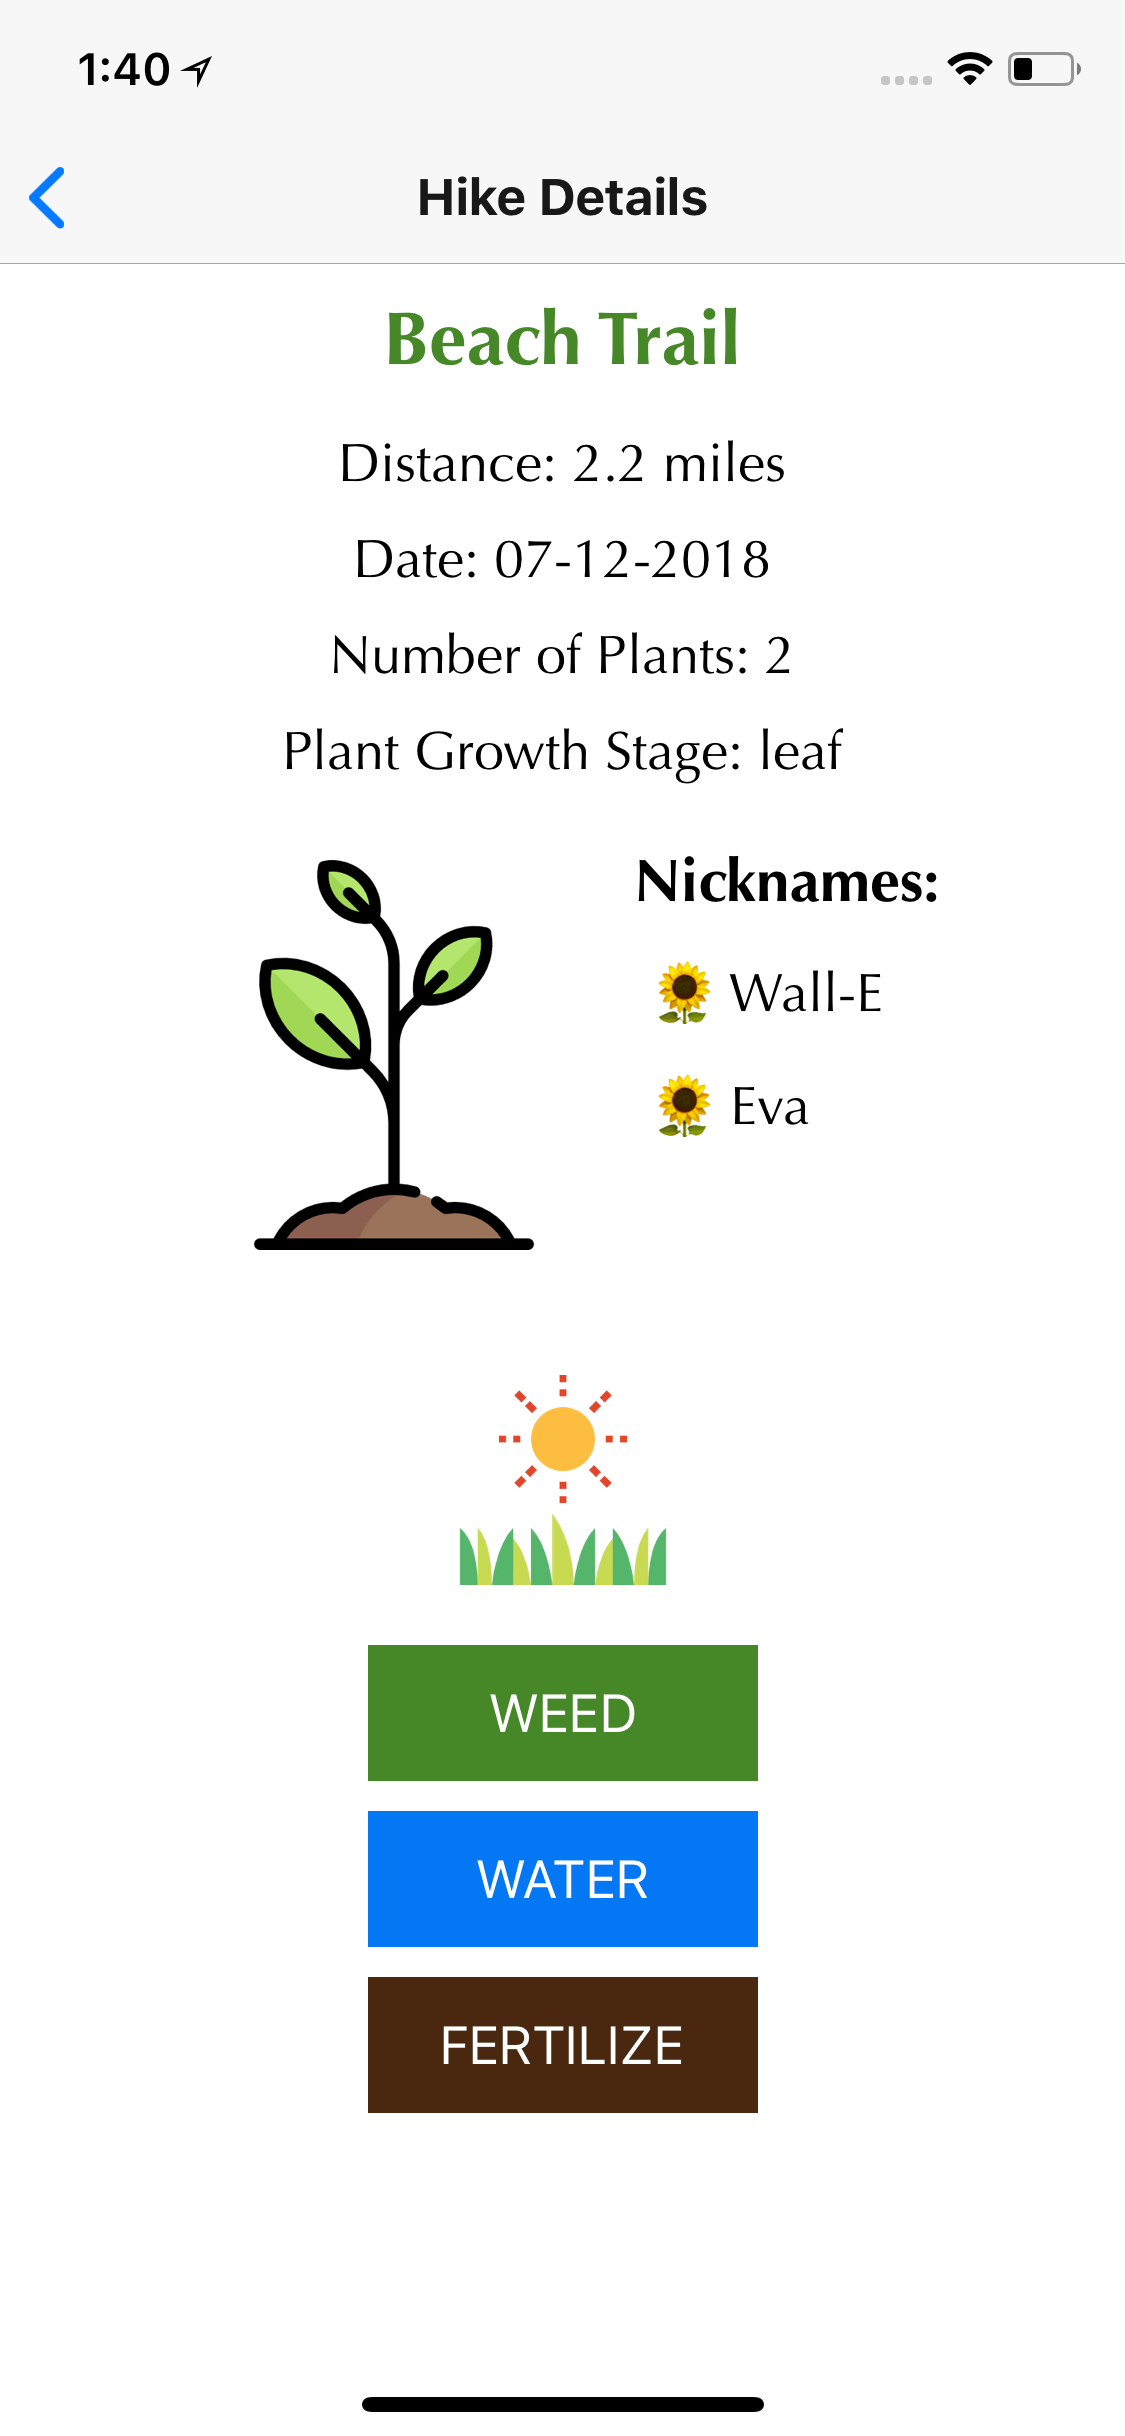 1:40
Hike Details
Beach Trail
Distance: 2.2 miles
Date: 07-12-2018
Number of Plants: 2
Plant Growth Stage: leaf
Nicknames:
🌻 Wall-E
🌻 Eva
WEED
WATER
FERTILIZE